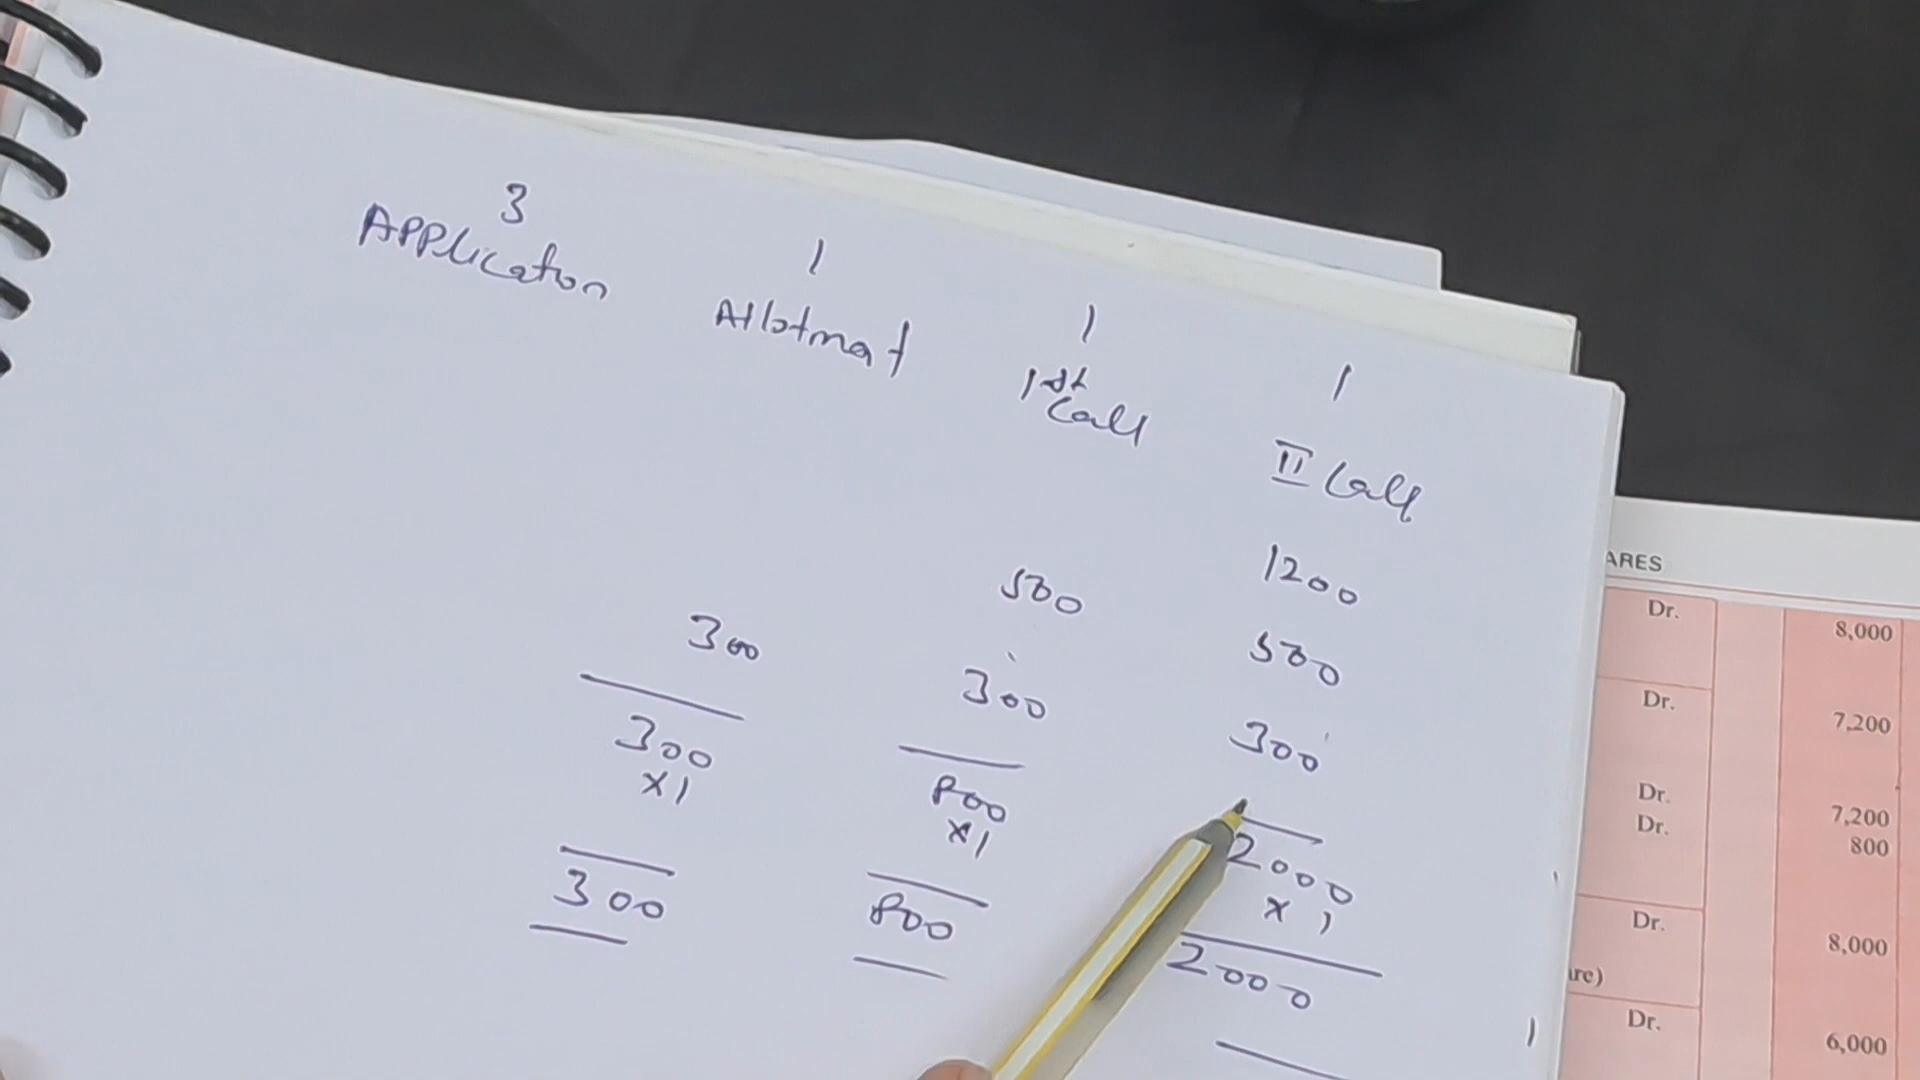 3
Application
1
Allotment
1
1st
Call
1
II Call
300
300
x1
300
500
300
800
x1
800
1200
500
300
2000
x 1
2000
ARES
Dr. 8,000
Dr. 7,200
Dr. 7,200
Dr. 800
Dr. 8,000
are)
Dr. 6,000